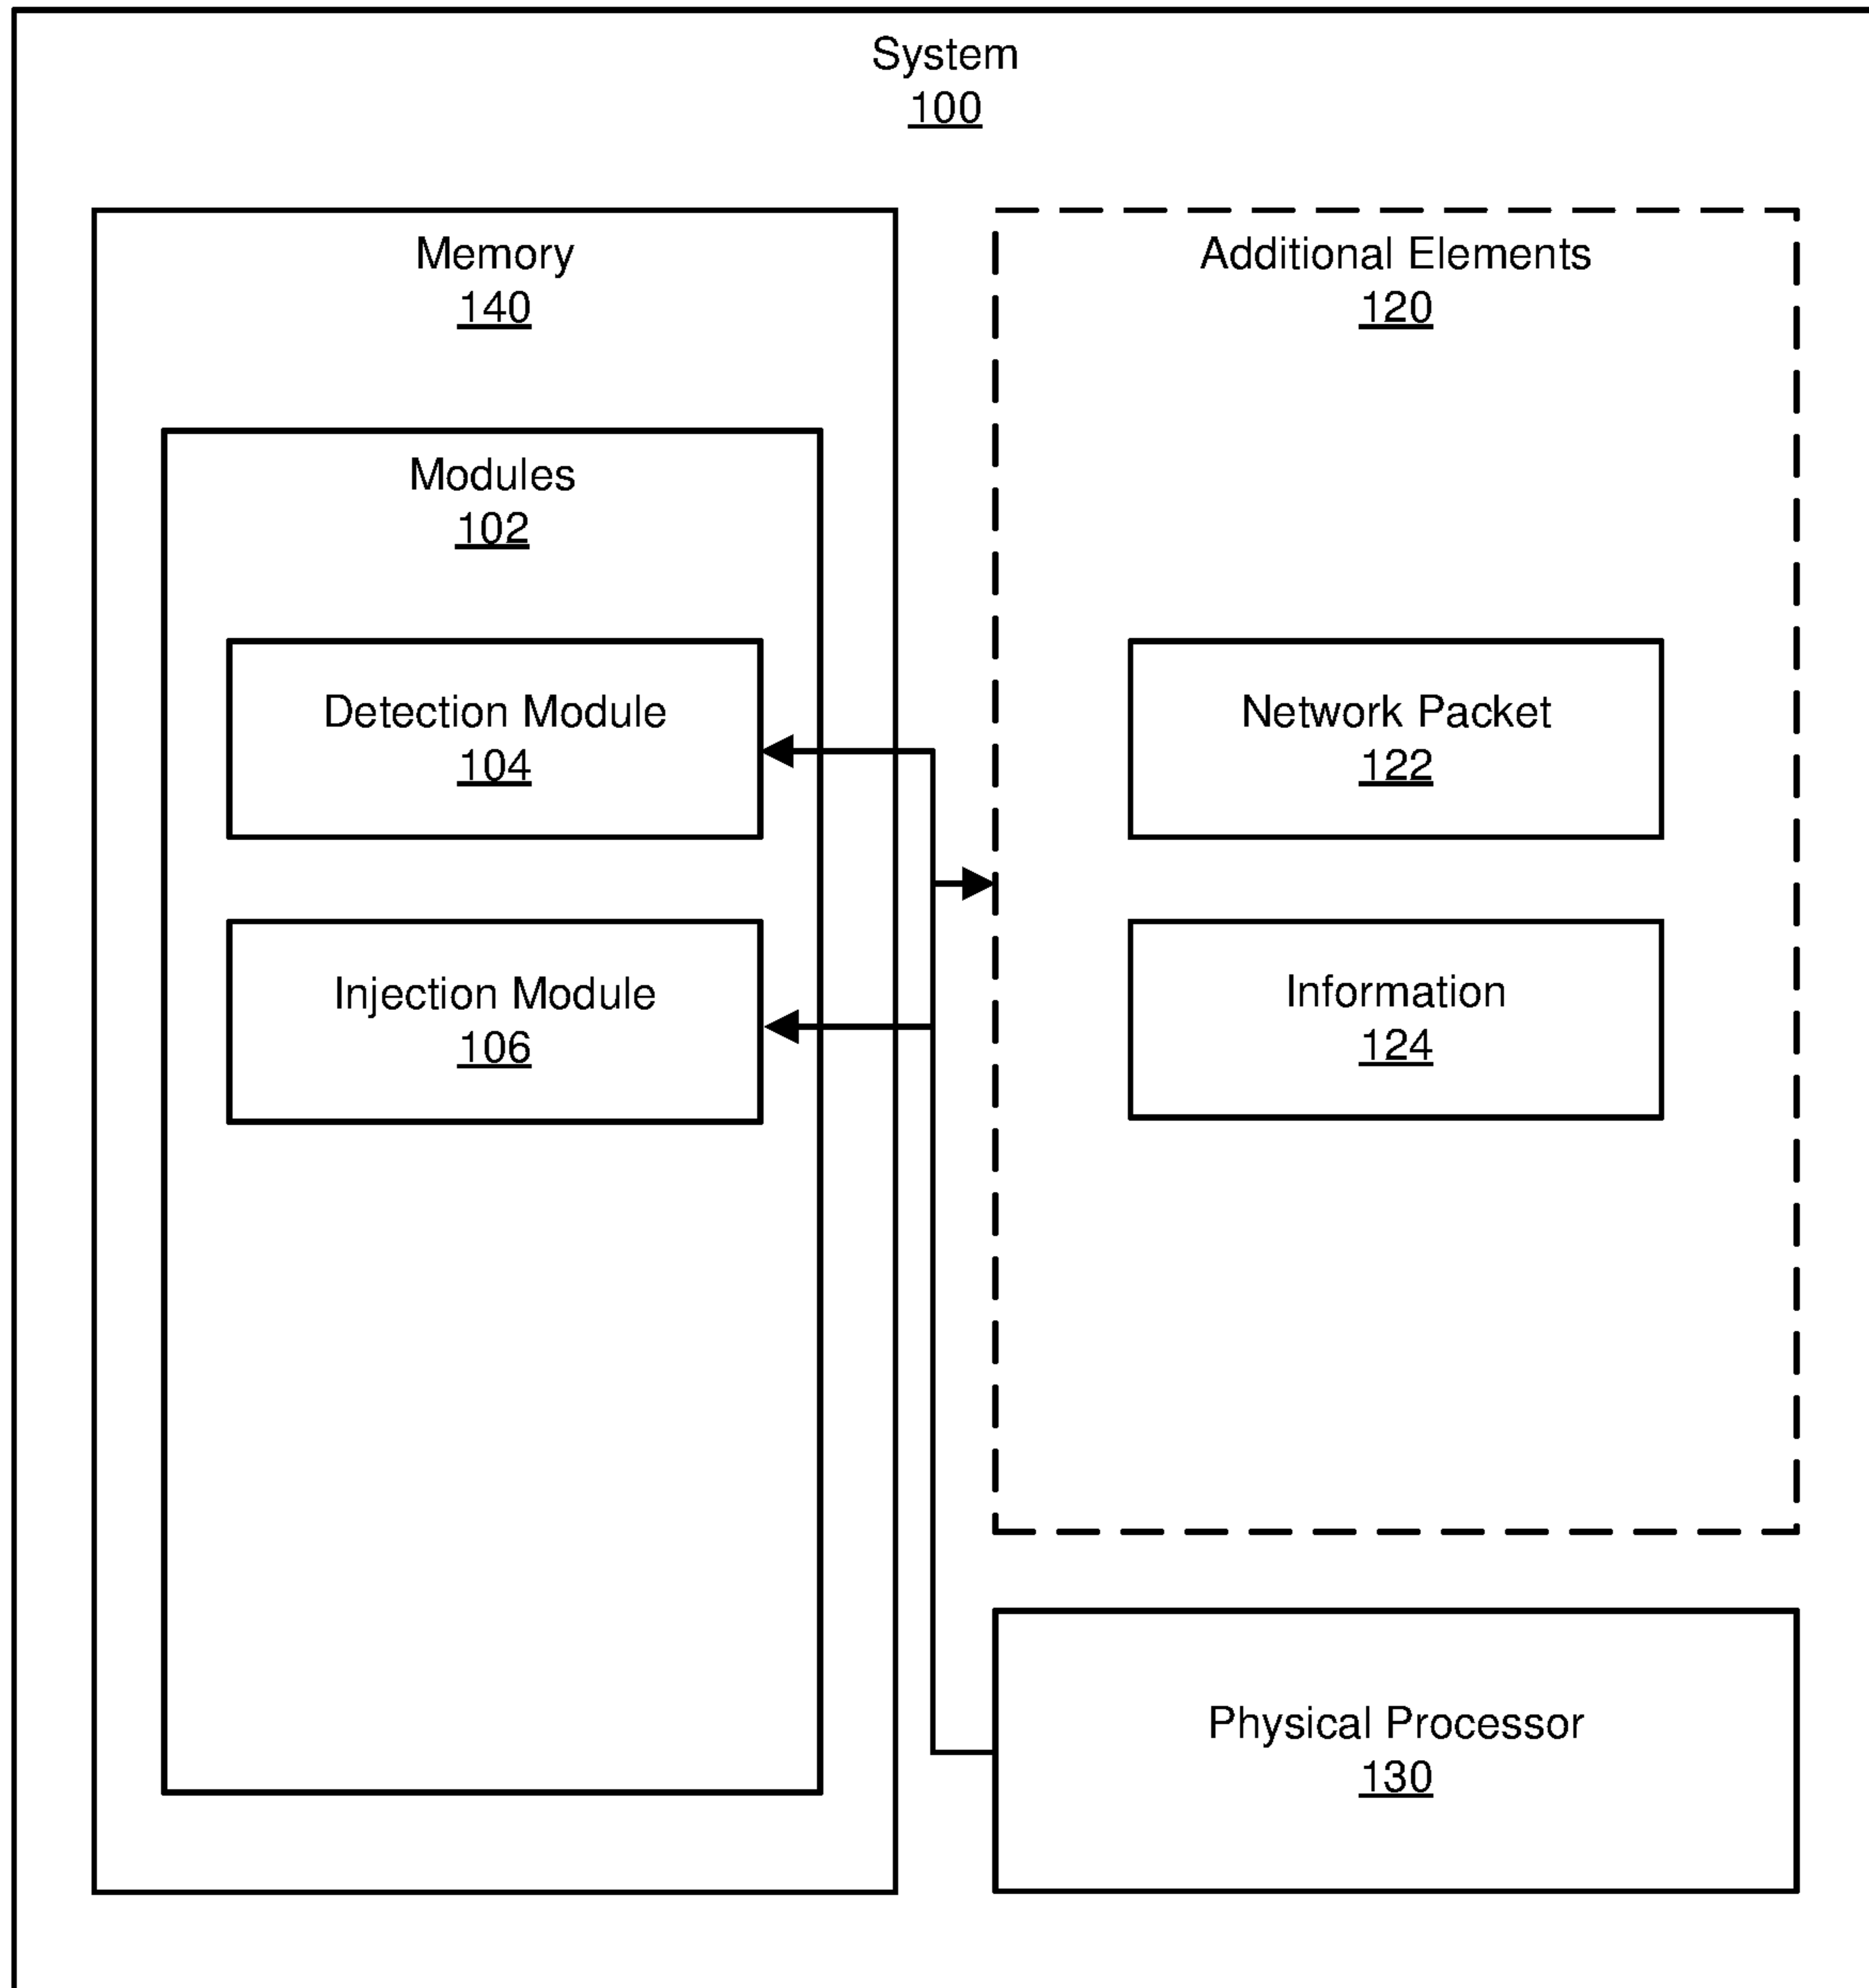 System
100
Memory
140
Modules
102
Detection Module
104
Injection Module
106
Additional Elements
120
Network Packet
122
Information
124
Physical Processor
130